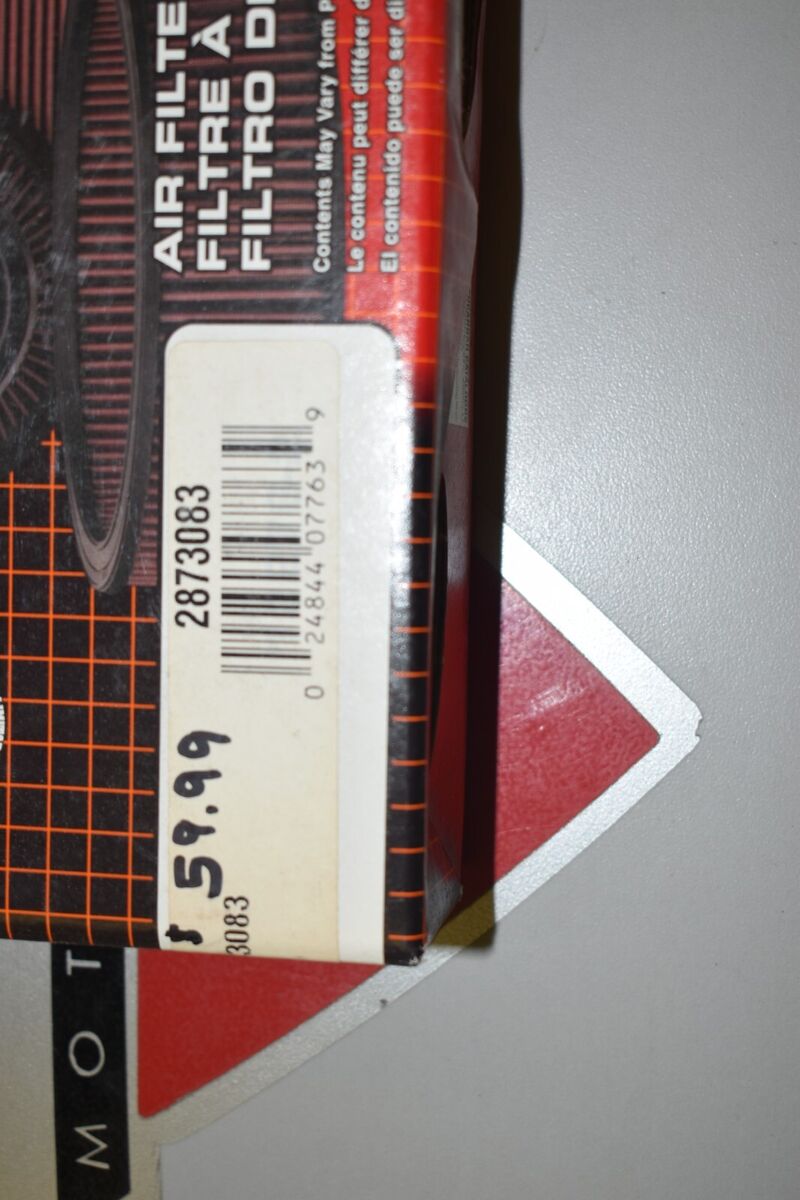 AIR FILTE
FILTRE À
FILTRO D
Contents May Vary from P
Le contenu peut différer d
El contenido puede ser di
2873083
0 24844 07763 9
$ 59.99
3083
MOT